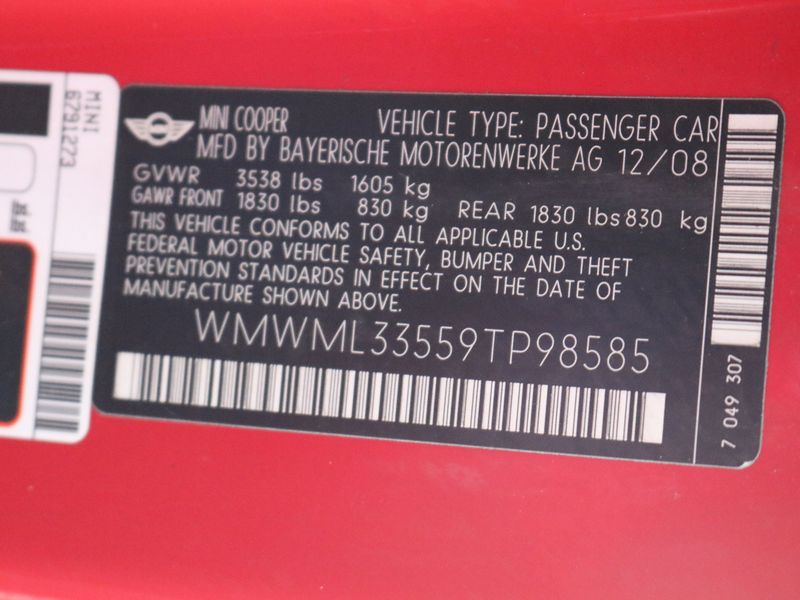 MINI
6791273
MINI COOPER VEHICLE TYPE: PASSENGER CAR
MFD BY BAYERISCHE MOTORENWERKE AG 12/08
GVWR 3538 lbs 1605 kg
GAWR FRONT 1830 lbs 830 kg REAR 1830 lbs 830 kg
THIS VEHICLE CONFORMS TO ALL APPLICABLE U.S.
FEDERAL MOTOR VEHICLE SAFETY, BUMPER AND THEFT
PREVENTION STANDARDS IN EFFECT ON THE DATE OF
MANUFACTURE SHOWN ABOVE.
WMWML33559TP98585
7 049 307